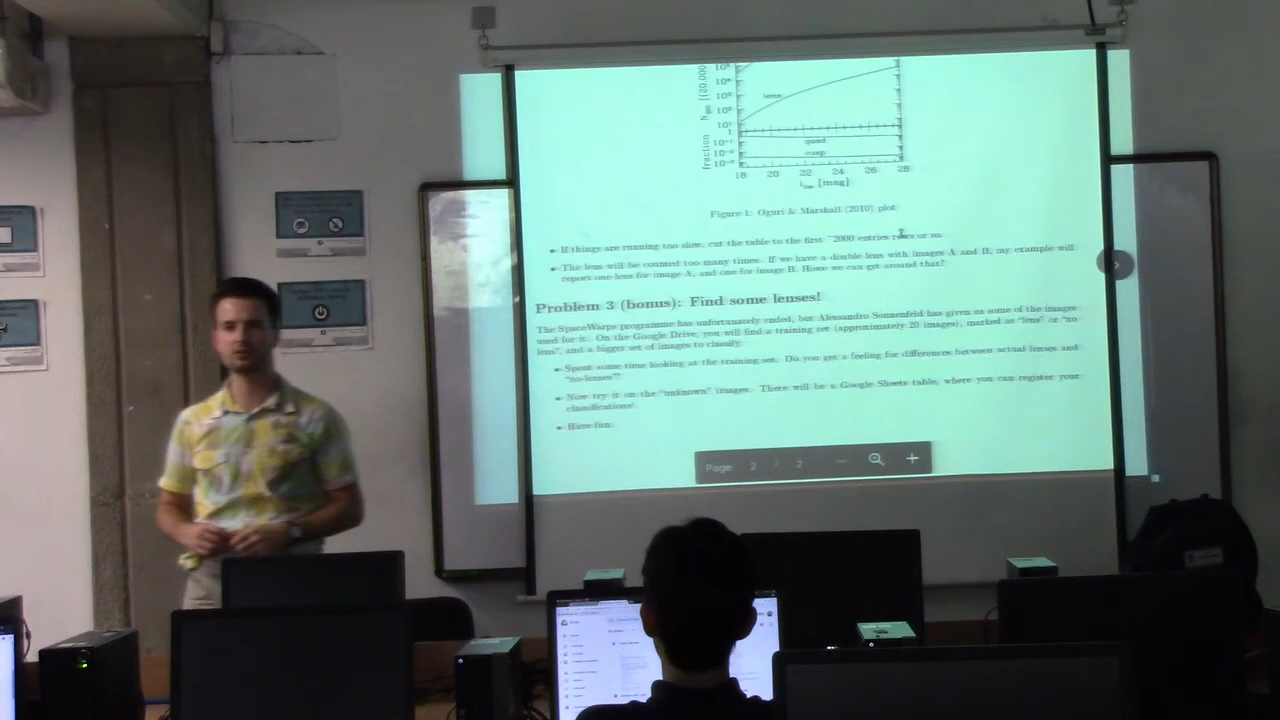 lens
quad
cusp
18 20 22 24 26 28
[mag]
Figure 1: Oguri & Marshall (2010) plot
If things are running too slow, cut the table to the first ~2000 entries rows or so.
The lens will be counted too many times. If we have a double lens with images A and B, my example will
report one lens for image A, and one for image B. Howe we can get around that?
Problem 3 (bonus): Find some lenses!
The SpaceWarps programme has unfortunately ended, but Alessandro Sonnenfeld has given us some of the images
used for it. On the Google Drive, you will find a training set (approximately 20 images), marked as "lens" or "no
lens", and a bigger set of images to classify.
Spent some time looking at the training set. Do you get a feeling for differences between actual lenses and
"no-lenses"?
Now try it on the "unknown" images. There will be a Google Sheets table, where you can register your
classifications!
Have fun.
Page 2 / 2